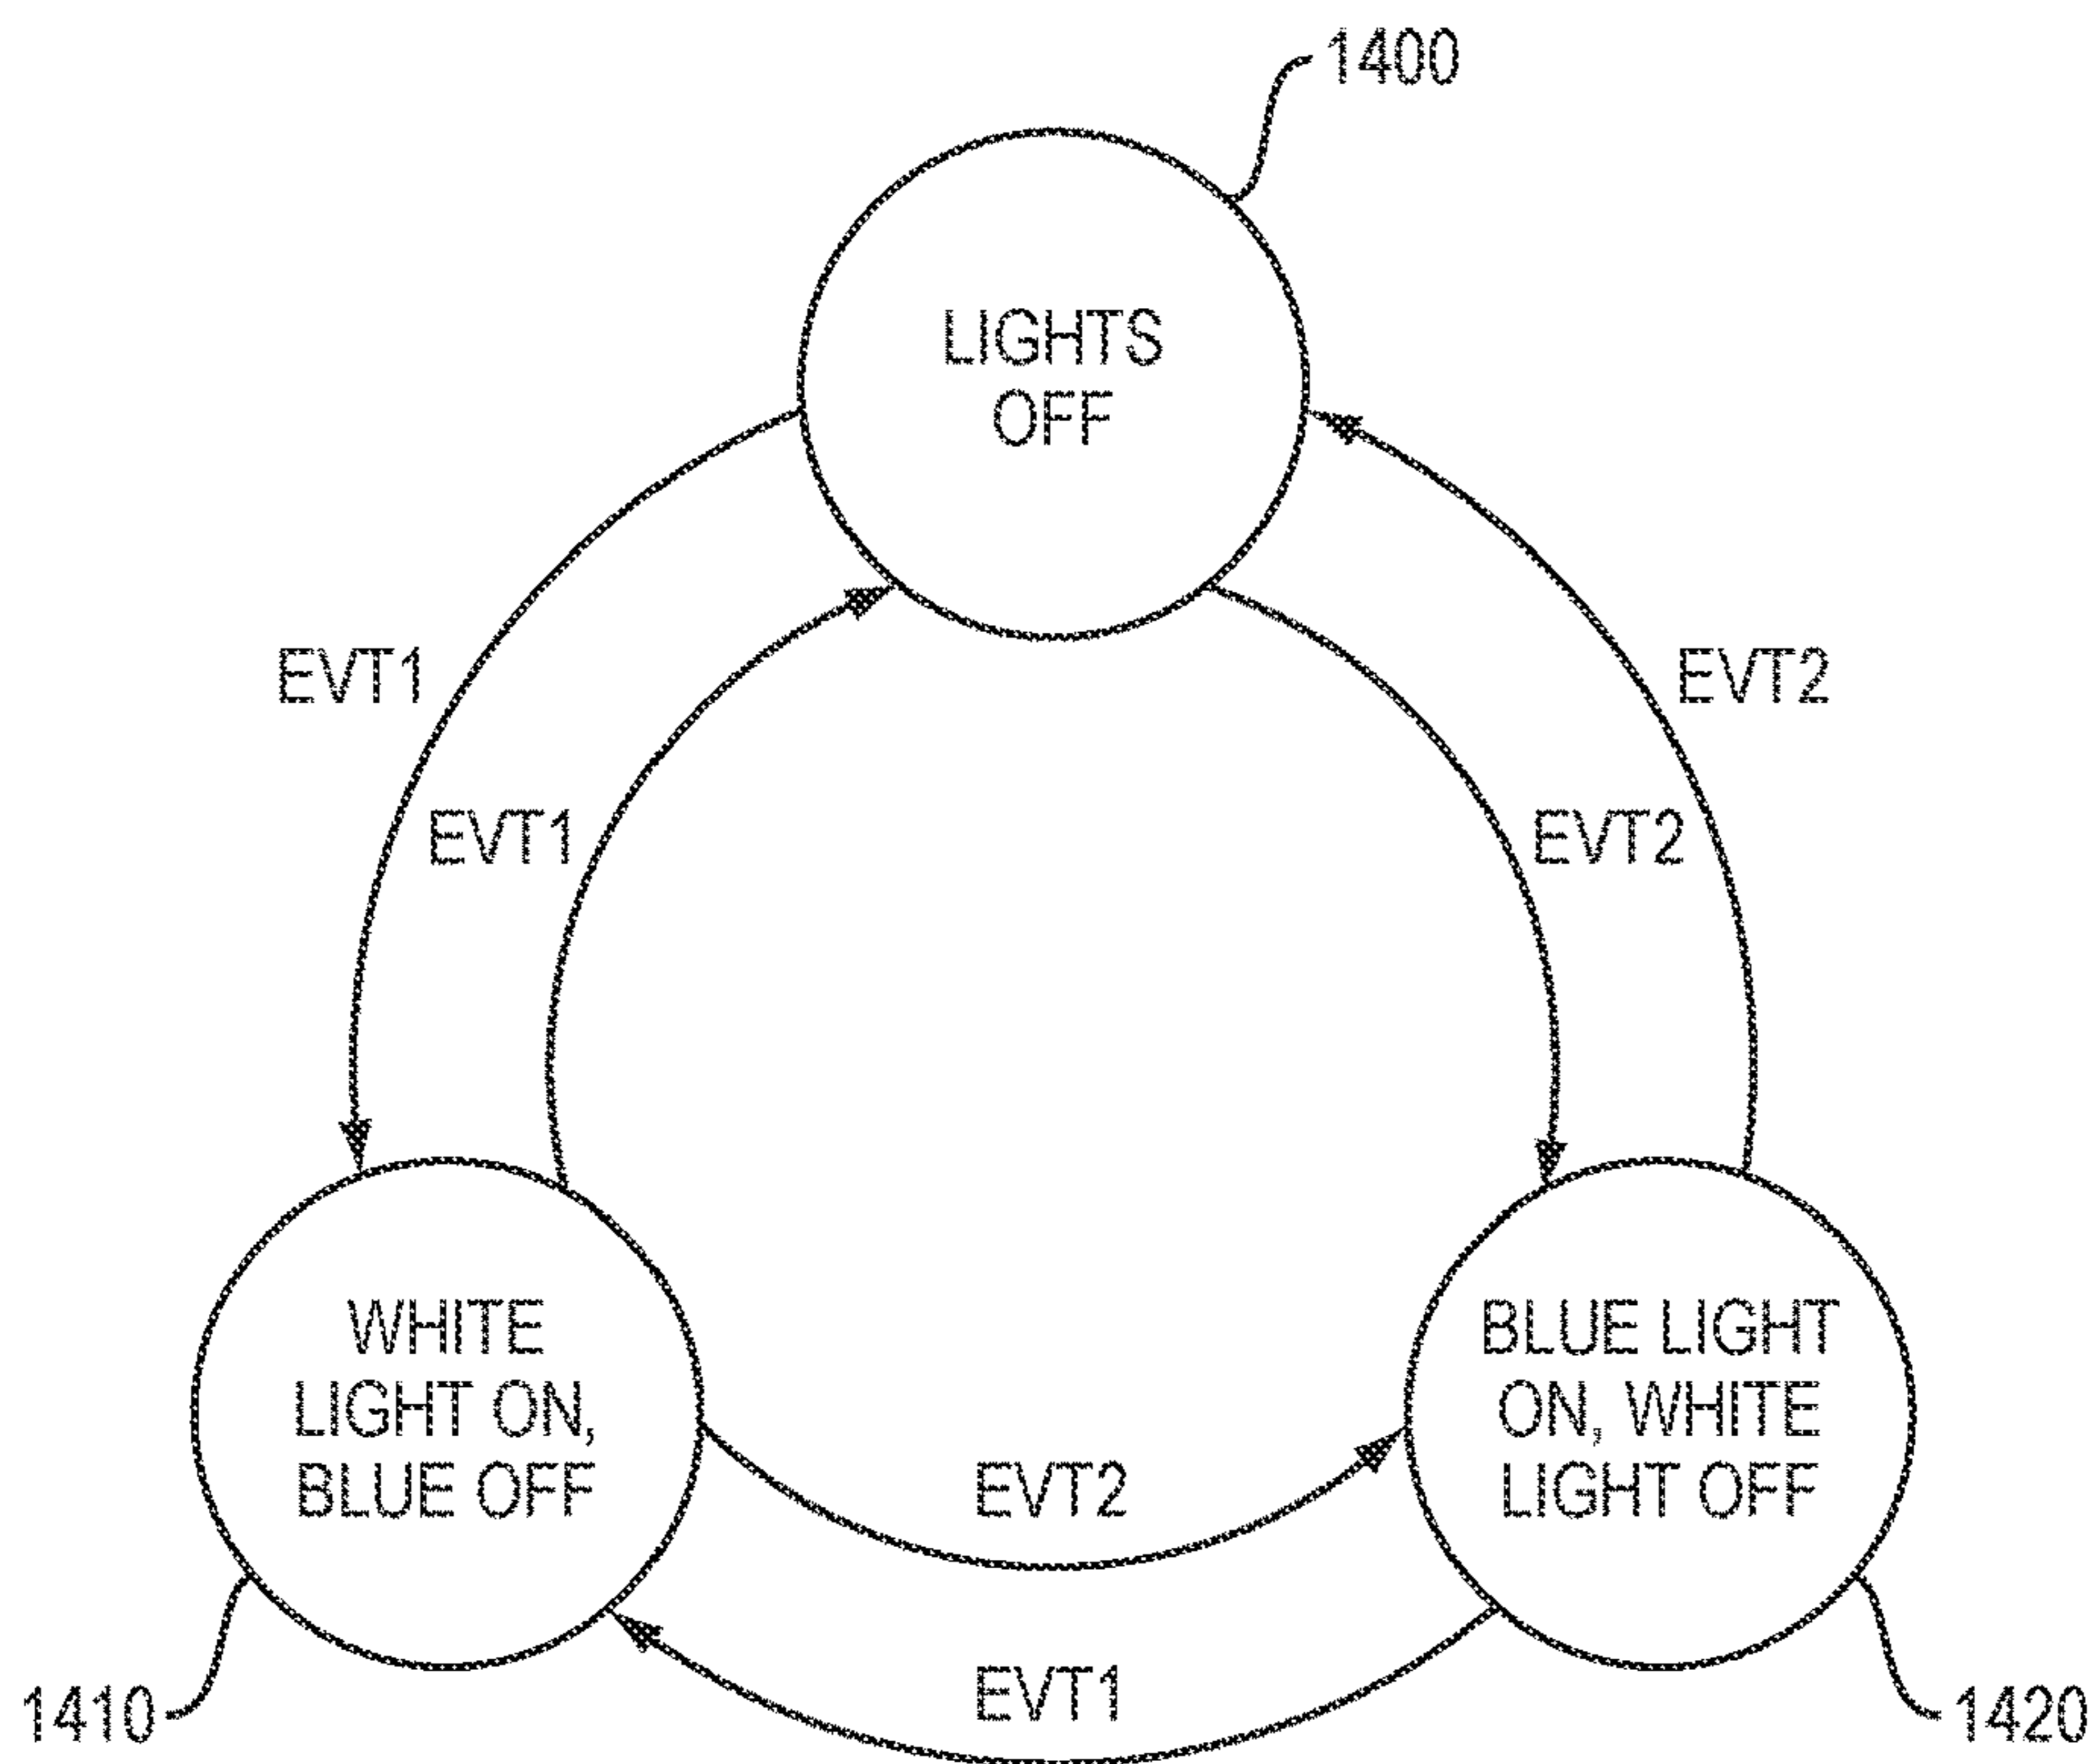 1400
LIGHTS
OFF
EVT1
EVT2
EVT1
EVT2
WHITE
LIGHT ON,
BLUE OFF
BLUE LIGHT
ON, WHITE
LIGHT OFF
EVT2
EVT1
1410
1420